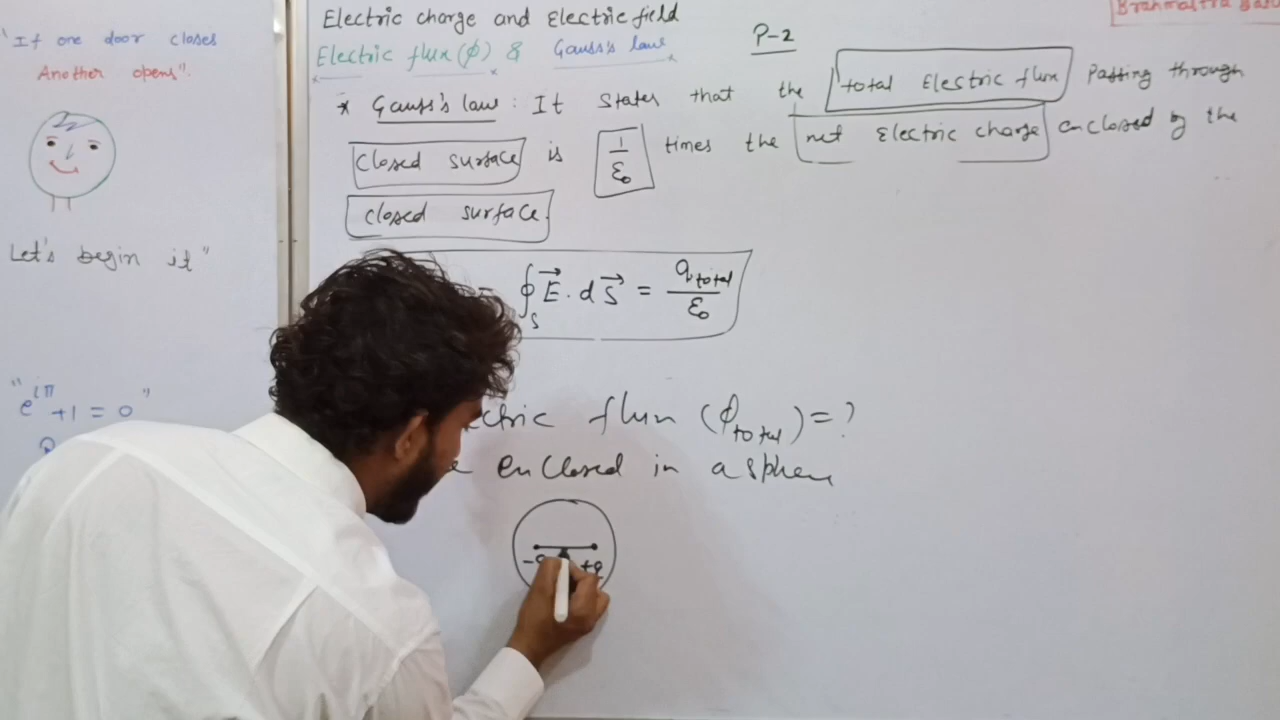 "If one door closes
Another opens".
Let's begin it"
"e^iπ +1 = 0"
Electric charge and Electric field
Electric flux (ϕ) & Gauss's law
P-2
* Gauss's law : It states that the total Electric flux Passing through
closed surface is 1/ε₀ times the net Electric charge enclosed by the
closed surface.
= ∮_S E⃗ . d S⃗ = q_total / ε₀
ctric flux (ϕ_total) = ?
e enclosed in a sphere
-q +q